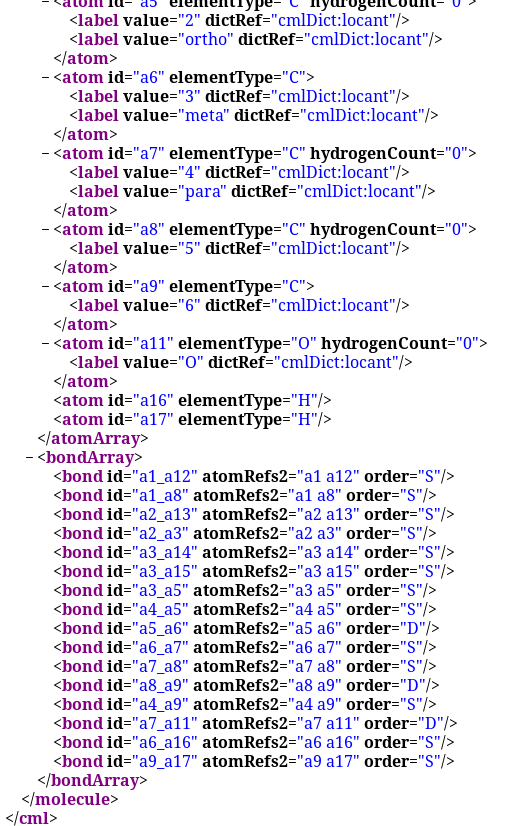 −<atom id="a5" elementType="C" hydrogenCount="0">
<label value="2" dictRef="cmlDict:locant"/>
<label value="ortho" dictRef="cmlDict:locant"/>
</atom>
−<atom id="a6" elementType="C">
<label value="3" dictRef="cmlDict:locant"/>
<label value="meta" dictRef="cmlDict:locant"/>
</atom>
−<atom id="a7" elementType="C" hydrogenCount="0">
<label value="4" dictRef="cmlDict:locant"/>
<label value="para" dictRef="cmlDict:locant"/>
</atom>
−<atom id="a8" elementType="C" hydrogenCount="0">
<label value="5" dictRef="cmlDict:locant"/>
</atom>
−<atom id="a9" elementType="C">
<label value="6" dictRef="cmlDict:locant"/>
</atom>
−<atom id="a11" elementType="O" hydrogenCount="0">
<label value="O" dictRef="cmlDict:locant"/>
</atom>
<atom id="a16" elementType="H"/>
<atom id="a17" elementType="H"/>
</atomArray>
−<bondArray>
<bond id="a1_a12" atomRefs2="a1 a12" order="S"/>
<bond id="a1_a8" atomRefs2="a1 a8" order="S"/>
<bond id="a2_a13" atomRefs2="a2 a13" order="S"/>
<bond id="a2_a3" atomRefs2="a2 a3" order="S"/>
<bond id="a3_a14" atomRefs2="a3 a14" order="S"/>
<bond id="a3_a15" atomRefs2="a3 a15" order="S"/>
<bond id="a3_a5" atomRefs2="a3 a5" order="S"/>
<bond id="a4_a5" atomRefs2="a4 a5" order="S"/>
<bond id="a5_a6" atomRefs2="a5 a6" order="D"/>
<bond id="a6_a7" atomRefs2="a6 a7" order="S"/>
<bond id="a7_a8" atomRefs2="a7 a8" order="S"/>
<bond id="a8_a9" atomRefs2="a8 a9" order="D"/>
<bond id="a4_a9" atomRefs2="a4 a9" order="S"/>
<bond id="a7_a11" atomRefs2="a7 a11" order="D"/>
<bond id="a6_a16" atomRefs2="a6 a16" order="S"/>
<bond id="a9_a17" atomRefs2="a9 a17" order="S"/>
</bondArray>
</molecule>
</cml>